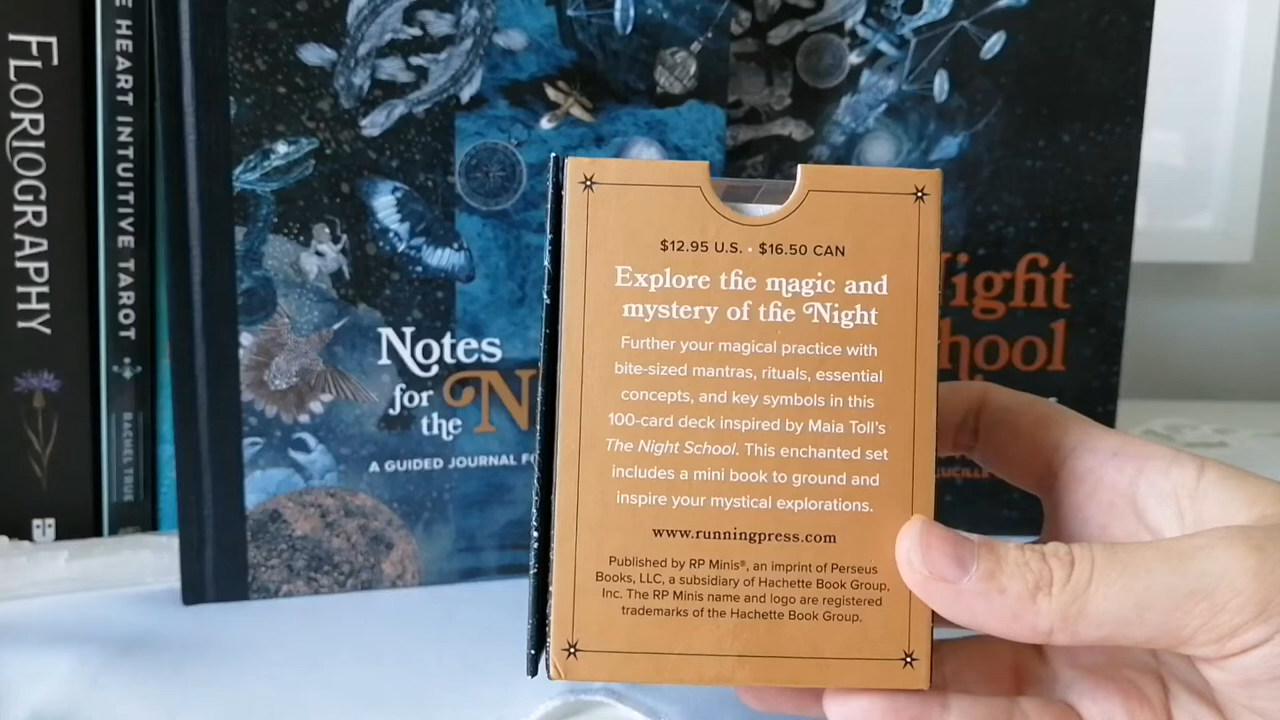 FLORIOGRAPHY
E HEART INTUITIVE TAROT
RACHEL TRUE
Notes
for
the N
A GUIDED JOURNAL FO
Night
chool
LUCILLE
$12.95 U.S. • $16.50 CAN
Explore the magic and
mystery of the Night
Further your magical practice with
bite-sized mantras, rituals, essential
concepts, and key symbols in this
100-card deck inspired by Maia Toll's
The Night School. This enchanted set
includes a mini book to ground and
inspire your mystical explorations.
www.runningpress.com
Published by RP Minis®, an imprint of Perseus
Books, LLC, a subsidiary of Hachette Book Group,
Inc. The RP Minis name and logo are registered
trademarks of the Hachette Book Group.